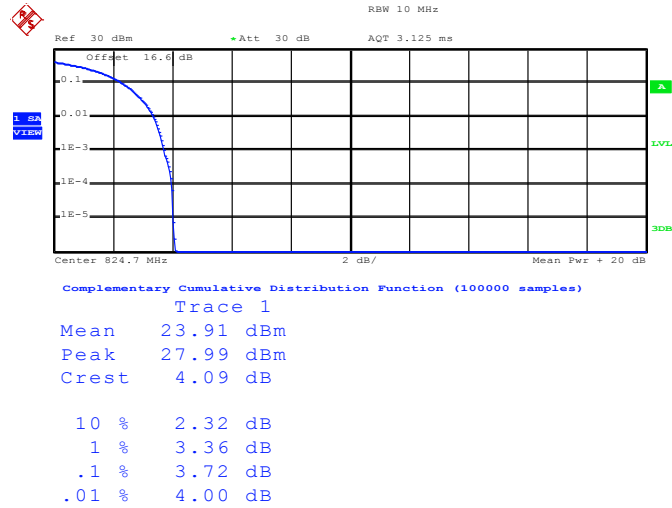 RBW 10 MHz
Ref 30 dBm *Att 30 dB AQT 3.125 ms
Offset 16.6 dB
0.1
A
0.01
1 SA
VIEW
1E-3
LVL
1E-4
1E-5
3DB
Center 824.7 MHz 2 dB/ Mean Pwr + 20 dB
Complementary Cumulative Distribution Function (100000 samples)
Trace 1
Mean 23.91 dBm
Peak 27.99 dBm
Crest 4.09 dB
10 % 2.32 dB
1 % 3.36 dB
.1 % 3.72 dB
.01 % 4.00 dB